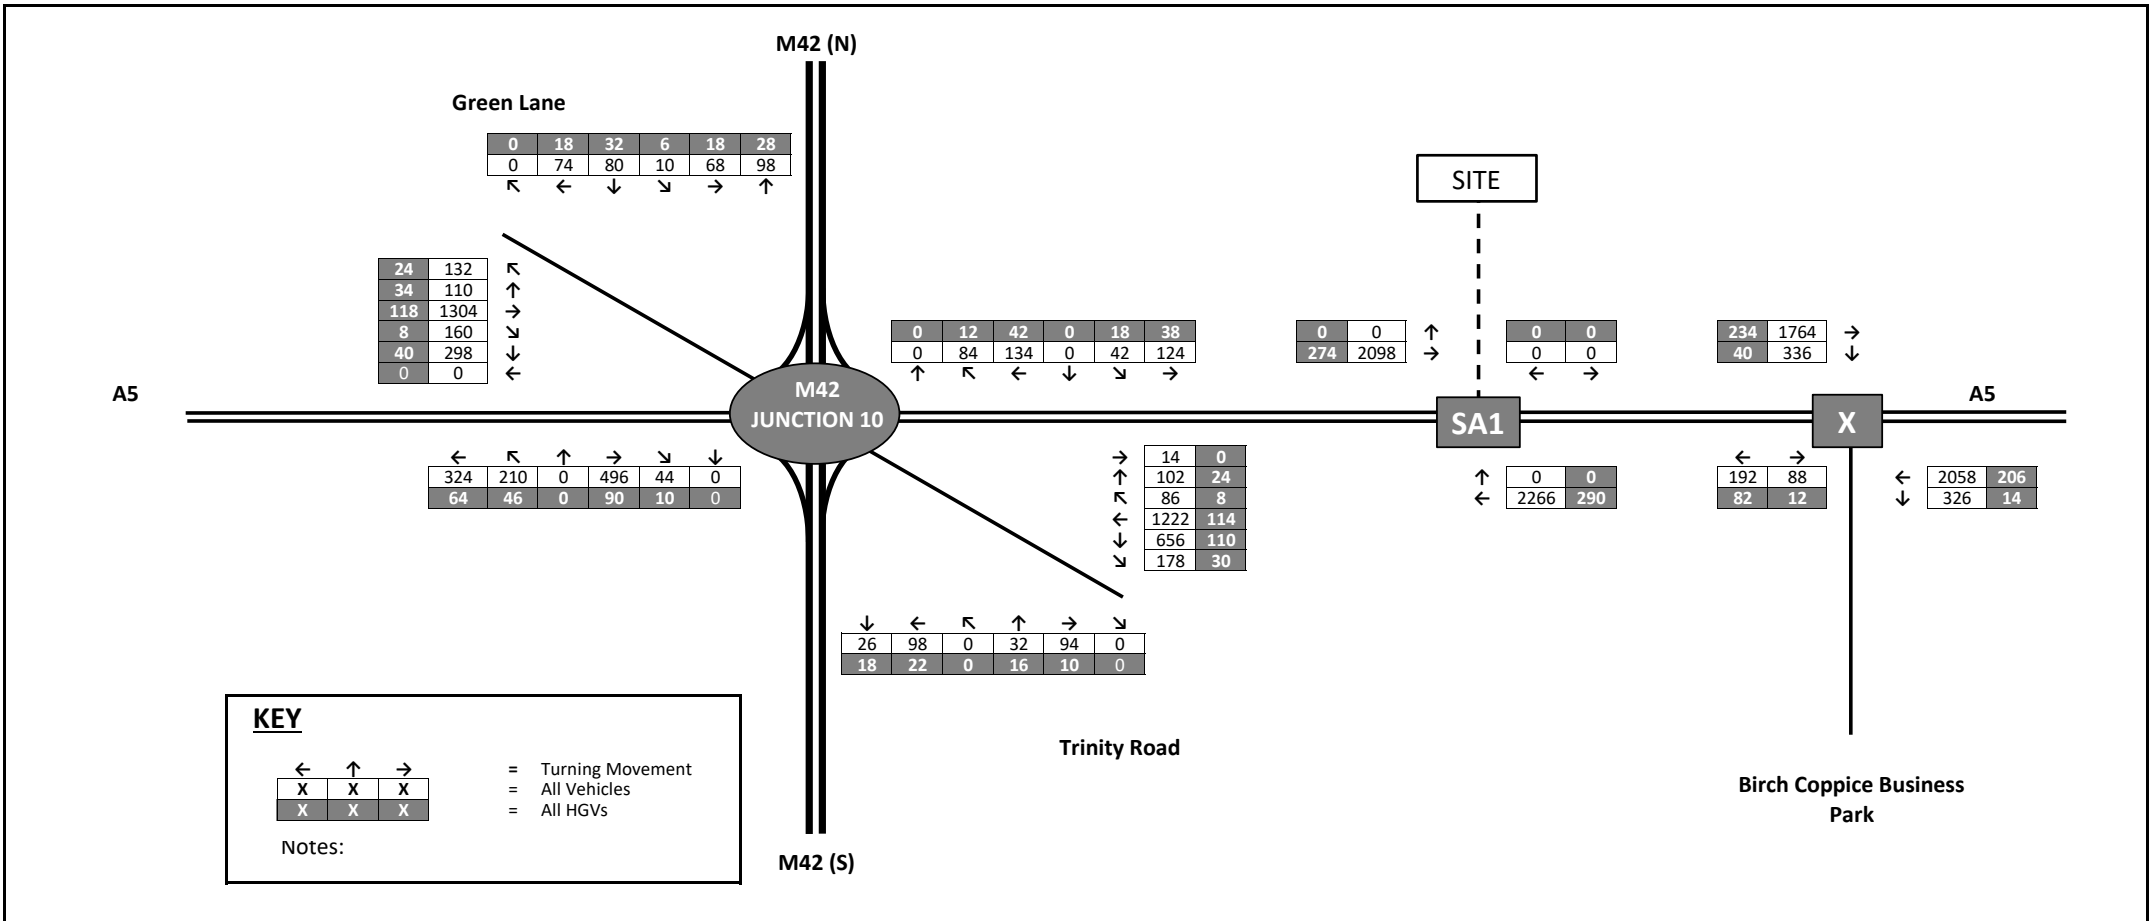 M42 (N)
Green Lane
0 18 32 6 18 28
0 74 80 10 68 98
↖ ← ↓ ↘ → ↑
SITE
24 132 ↖
34 110 ↑
118 1304 →
8 160 ↘
40 298 ↓
0 0 ←
0 12 42 0 18 38
0 84 134 0 42 124
↑ ↖ ← ↓ ↘ →
0 0 ↑
274 2098 →
0 0
0 0
← →
234 1764 →
40 336 ↓
A5
M42
JUNCTION 10
SA1
X
A5
← ↖ ↑ → ↘ ↓
324 210 0 496 44 0
64 46 0 90 10 0
→ 14 0
↑ 102 24
↖ 86 8
← 1222 114
↓ 656 110
↘ 178 30
↑ 0 0
← 2266 290
← →
192 88
82 12
← 2058 206
↓ 326 14
↓ ← ↖ ↑ → ↘
26 98 0 32 94 0
18 22 0 16 10 0
KEY
← ↑ → = Turning Movement
X X X = All Vehicles
X X X = All HGVs
Notes:
Trinity Road
Birch Coppice Business
Park
M42 (S)